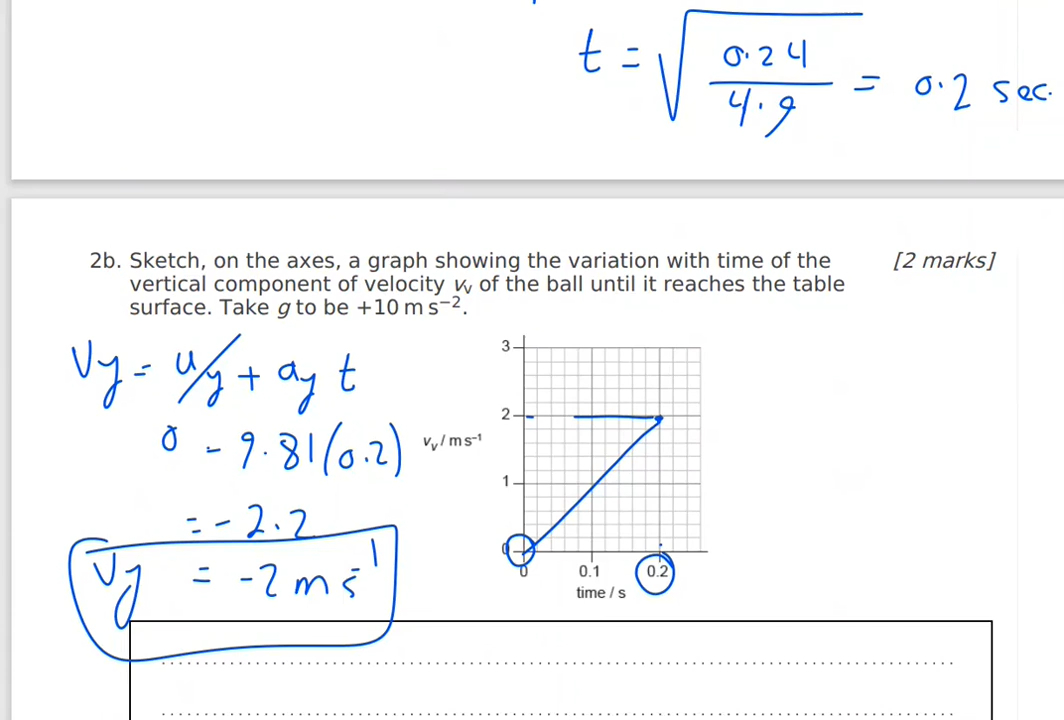 t = √(0.24 / 4.9) = 0.2 sec.
2b. Sketch, on the axes, a graph showing the variation with time of the [2 marks]
vertical component of velocity vᵥ of the ball until it reaches the table
surface. Take g to be +10 m s⁻².
Vy = uy + ay t
0 - 9.81(0.2)
= - 2.2
Vy = -2 ms⁻¹
3
2
vᵥ / m s⁻¹
1
0
0 0.1 0.2
time / s